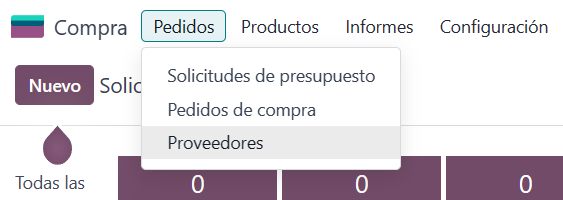 Compra Pedidos Productos Informes Configuración
Nuevo Solic
Solicitudes de presupuesto
Pedidos de compra
Proveedores
Todas las 0 0 0